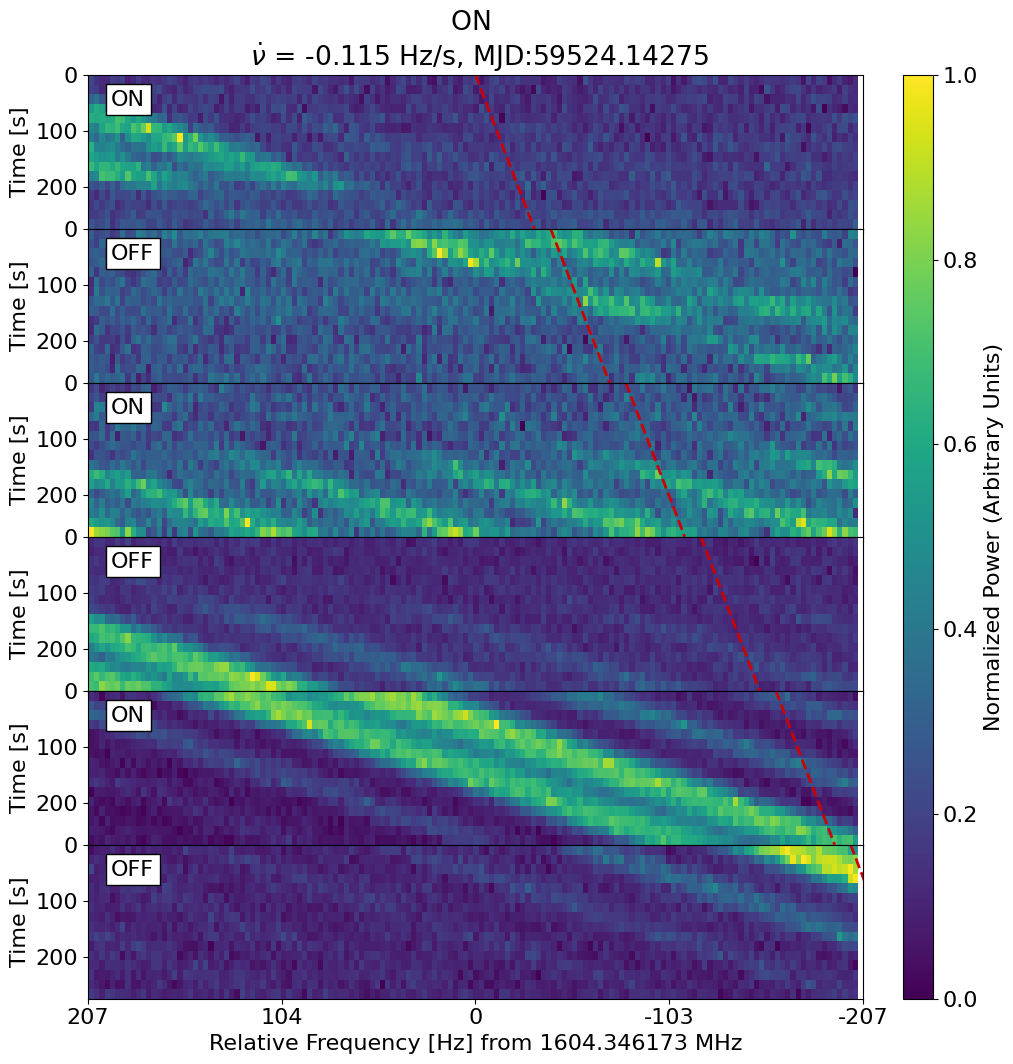 ON
ν̇ = -0.115 Hz/s, MJD:59524.14275
0
100
200
Time [s]
ON
0
100
200
Time [s]
OFF
0
100
200
Time [s]
ON
0
100
200
Time [s]
OFF
0
100
200
Time [s]
ON
0
100
200
Time [s]
OFF
207 104 0 -103 -207
Relative Frequency [Hz] from 1604.346173 MHz
1.0
0.8
0.6
0.4
0.2
0.0
Normalized Power (Arbitrary Units)